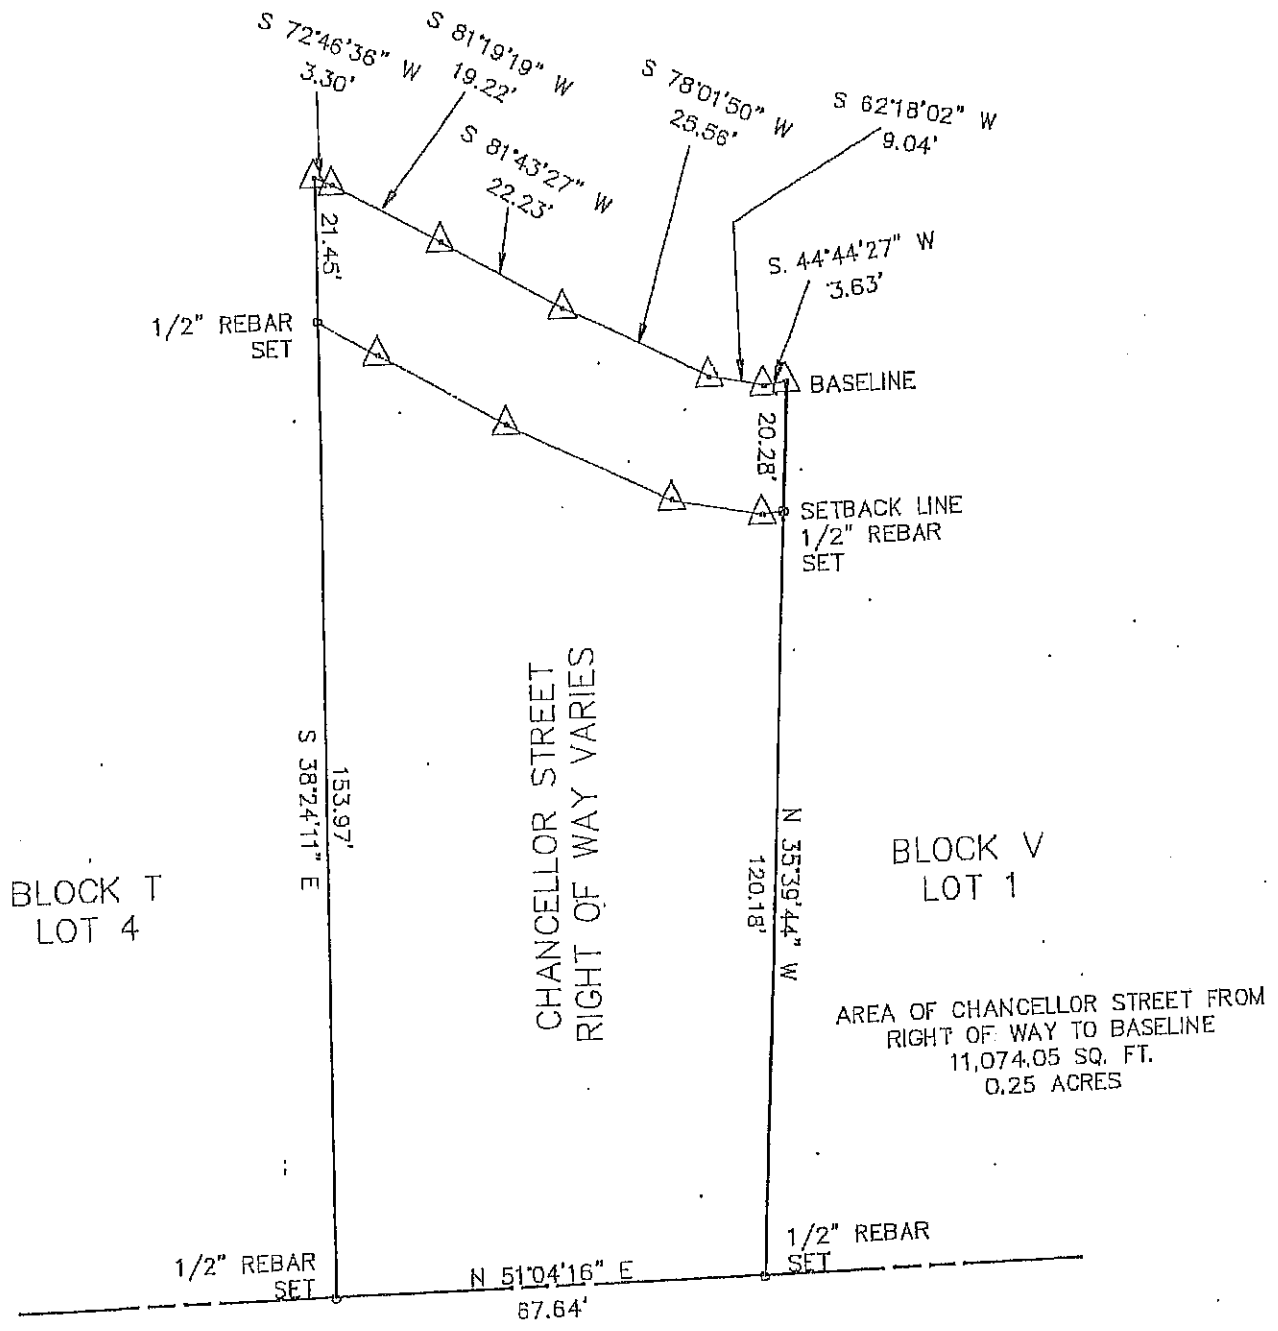 S 72°46'36" W
3.30'
S 81°19'19" W
19.22'
S 81°43'27" W
22.23'
S 78°01'50" W
25.56'
S 62°18'02" W
9.04'
S. 44°44'27" W
3.63'
21.45'
1/2" REBAR
SET
BASELINE
20.28'
SETBACK LINE
1/2" REBAR
SET
CHANCELLOR STREET
RIGHT OF WAY VARIES
S 38°24'11" E
153.97'
N 35°39'44" W
120.18'
BLOCK T
LOT 4
BLOCK V
LOT 1
AREA OF CHANCELLOR STREET FROM
RIGHT OF WAY TO BASELINE
11,074.05 SQ. FT.
0.25 ACRES
1/2" REBAR
SET
N 51°04'16" E
67.64'
1/2" REBAR
SET